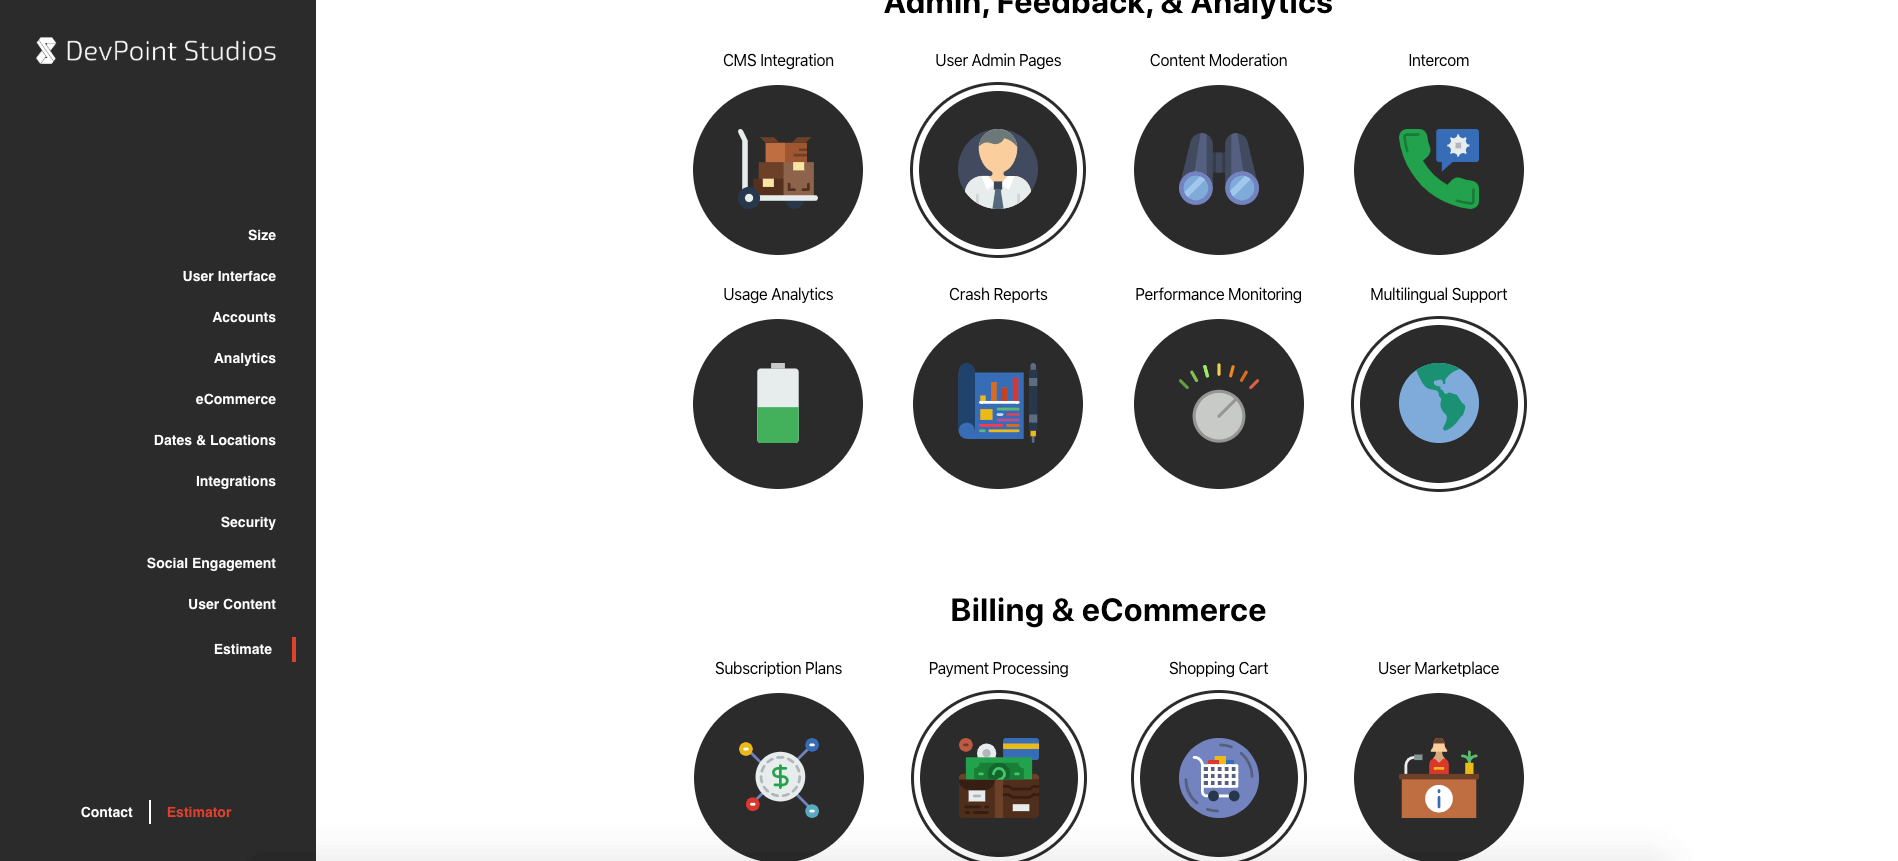 DevPoint Studios
Size
User Interface
Accounts
Analytics
eCommerce
Dates & Locations
Integrations
Security
Social Engagement
User Content
Estimate
Contact
Estimator
Admin, Feedback, & Analytics
CMS Integration
User Admin Pages
Content Moderation
Intercom
Usage Analytics
Crash Reports
Performance Monitoring
Multilingual Support
Billing & eCommerce
Subscription Plans
Payment Processing
Shopping Cart
User Marketplace